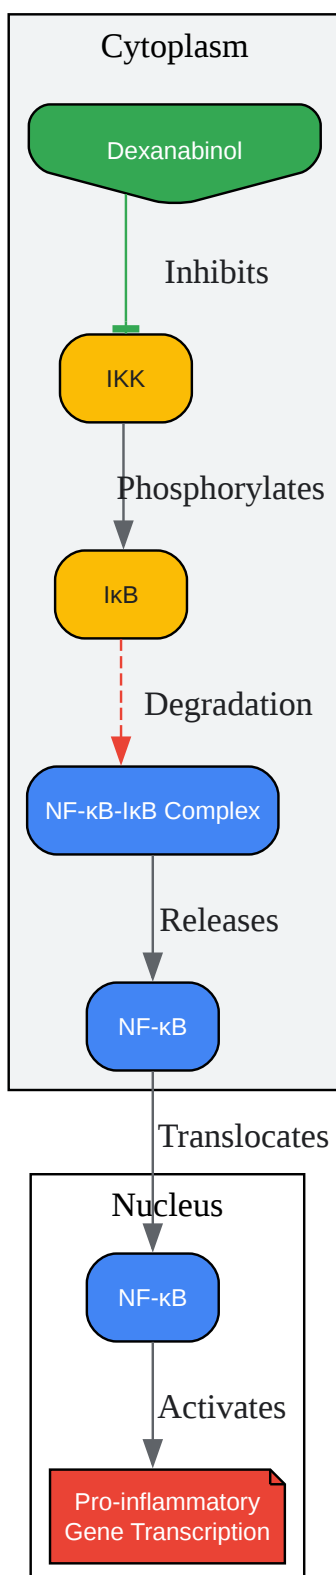 Cytoplasm
Dexanabinol
Inhibits
IKK
Phosphorylates
IκB
Degradation
NF-κB-IκB Complex
Releases
NF-κB
Translocates
Nucleus
NF-κB
Activates
Pro-inflammatory
Gene Transcription